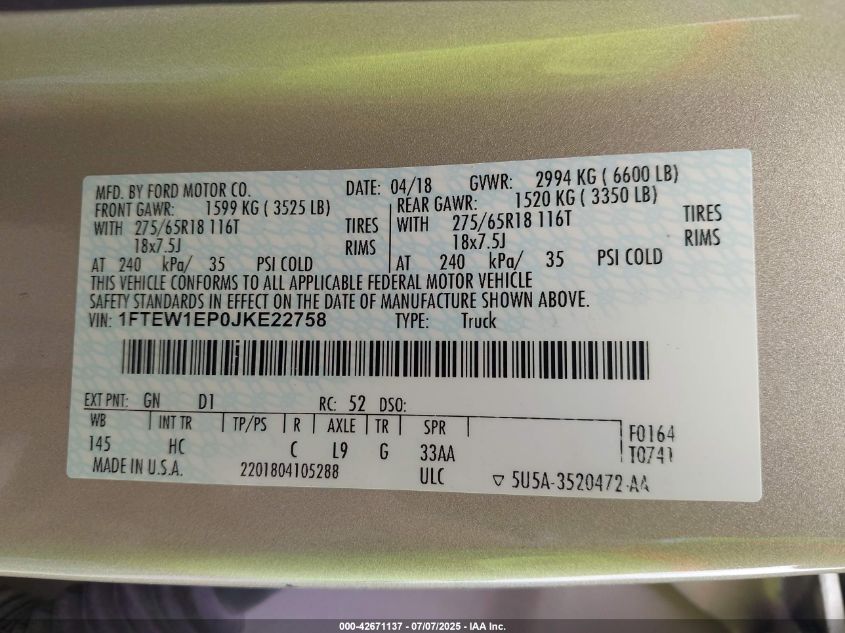 MFD. BY FORD MOTOR CO. DATE: 04/18 GVWR: 2994 KG ( 6600 LB)
FRONT GAWR: 1599 KG ( 3525 LB) REAR GAWR: 1520 KG ( 3350 LB)
WITH 275/65R18 116T TIRES WITH 275/65R18 116T TIRES
18x7.5J RIMS 18x7.5J RIMS
AT 240 kPa/ 35 PSI COLD AT 240 kPa/ 35 PSI COLD
THIS VEHICLE CONFORMS TO ALL APPLICABLE FEDERAL MOTOR VEHICLE
SAFETY STANDARDS IN EFFECT ON THE DATE OF MANUFACTURE SHOWN ABOVE.
VIN: 1FTEW1EP0JKE22758 TYPE: Truck
EXT PNT: GN D1 RC: 52 DSO:
WB INT TR TP/PS R AXLE TR SPR F0164
145 HC C L9 G 33AA T0741
MADE IN U.S.A. 2201804105288 ULC ▽ 5U5A-3520472-AA
000-42671137 - 07/07/2025 - IAA Inc.